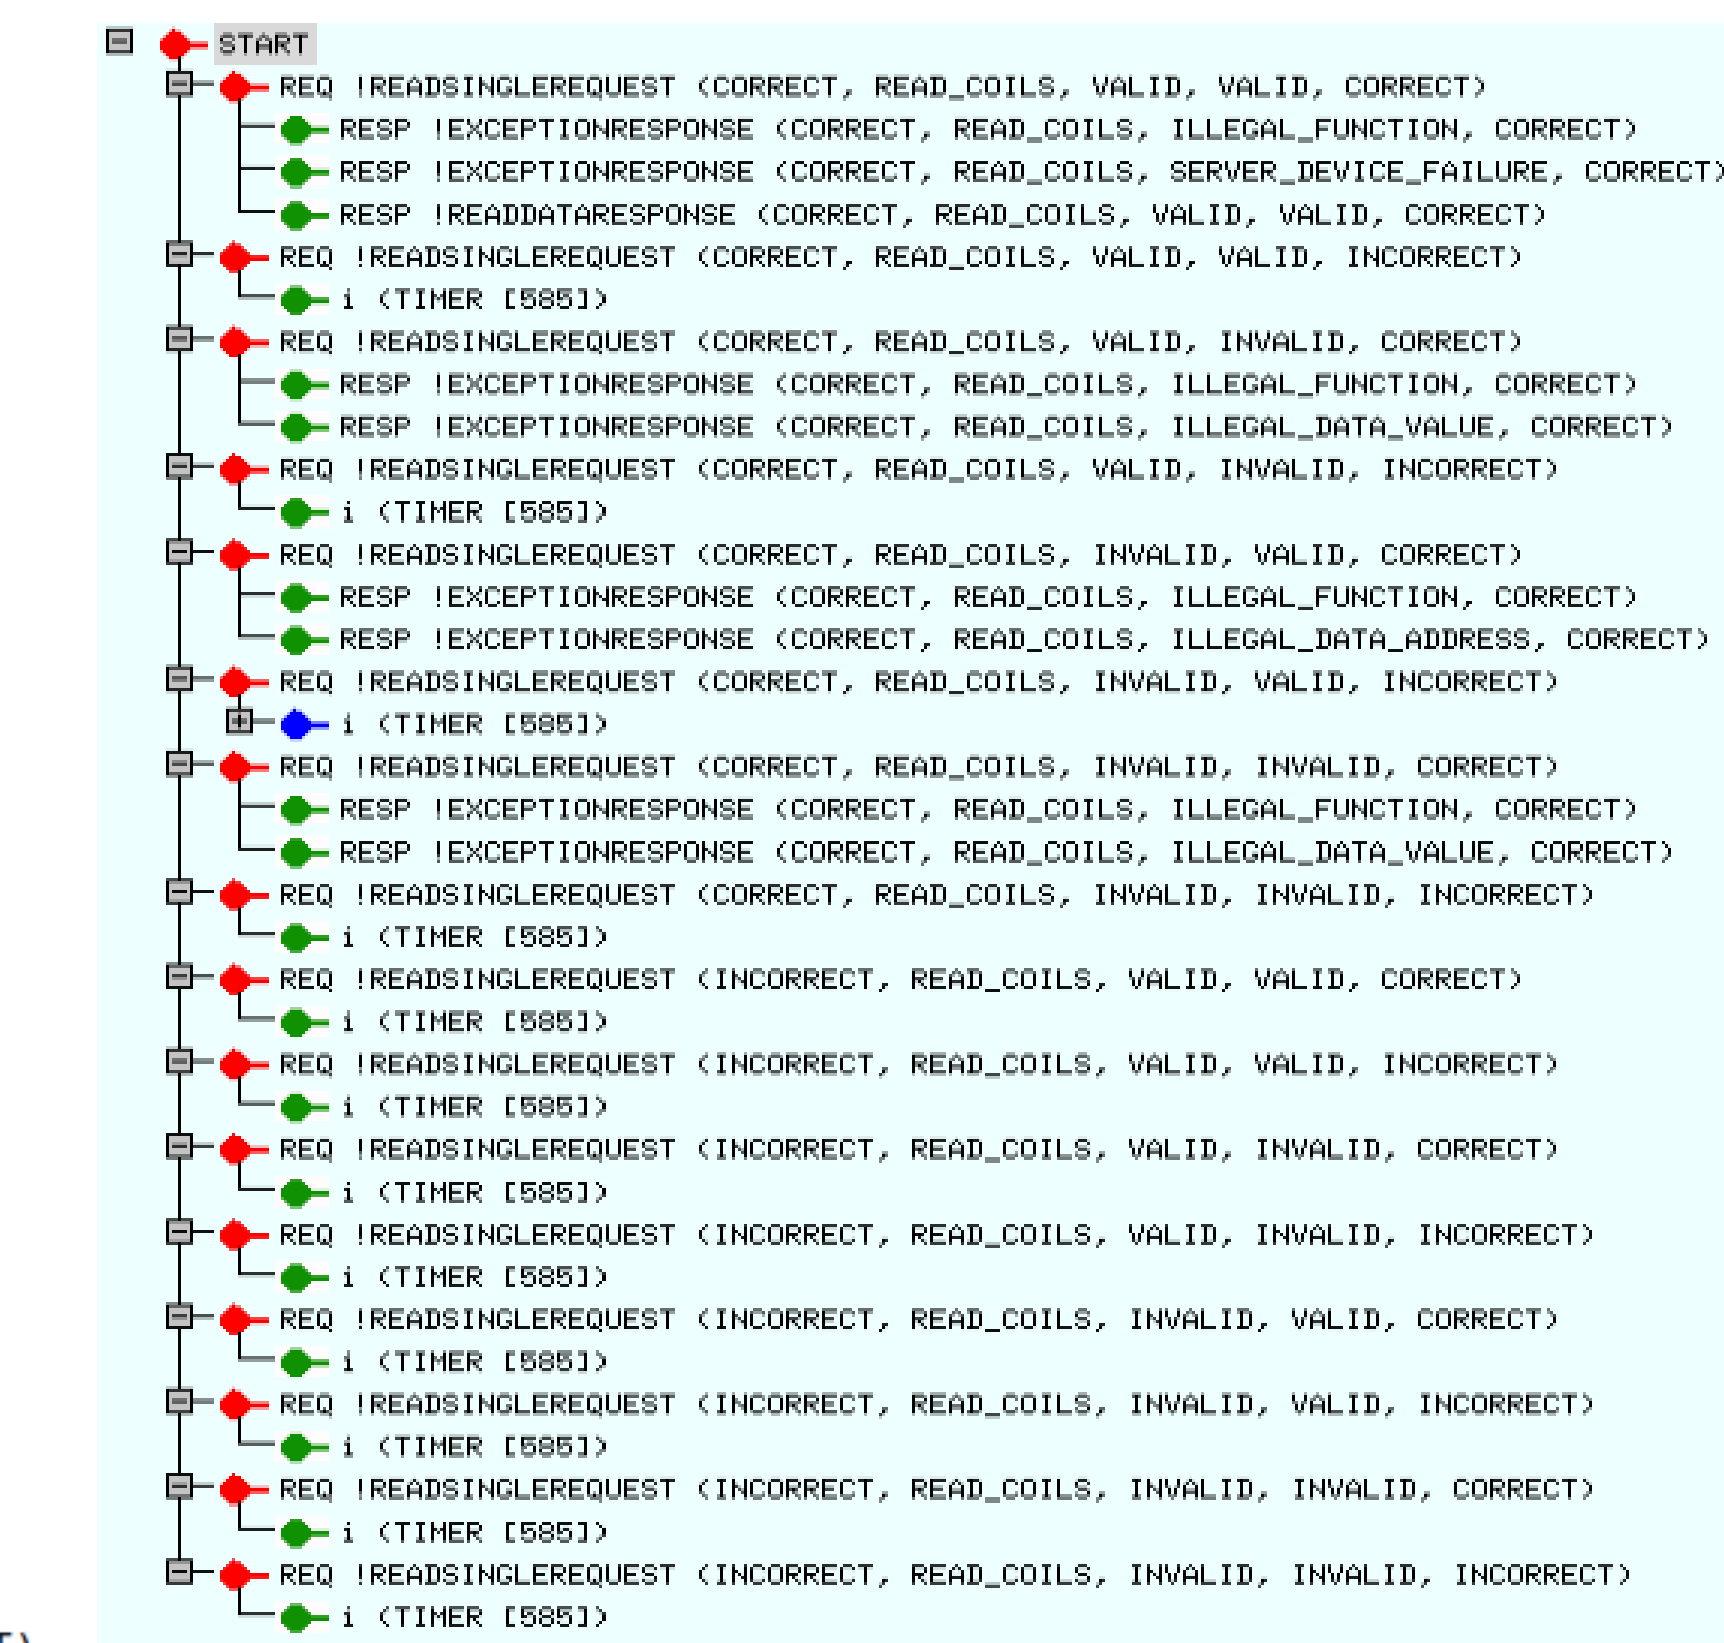 START
REQ !READSINGLEREQUEST (CORRECT, READ_COILS, VALID, VALID, CORRECT)
RESP !EXCEPTIONRESPONSE (CORRECT, READ_COILS, ILLEGAL_FUNCTION, CORRECT)
RESP !EXCEPTIONRESPONSE (CORRECT, READ_COILS, SERVER_DEVICE_FAILURE, CORRECT)
RESP !READDATARESPONSE (CORRECT, READ_COILS, VALID, VALID, CORRECT)
REQ !READSINGLEREQUEST (CORRECT, READ_COILS, VALID, VALID, INCORRECT)
i (TIMER [585])
REQ !READSINGLEREQUEST (CORRECT, READ_COILS, VALID, INVALID, CORRECT)
RESP !EXCEPTIONRESPONSE (CORRECT, READ_COILS, ILLEGAL_FUNCTION, CORRECT)
RESP !EXCEPTIONRESPONSE (CORRECT, READ_COILS, ILLEGAL_DATA_VALUE, CORRECT)
REQ !READSINGLEREQUEST (CORRECT, READ_COILS, VALID, INVALID, INCORRECT)
i (TIMER [585])
REQ !READSINGLEREQUEST (CORRECT, READ_COILS, INVALID, VALID, CORRECT)
RESP !EXCEPTIONRESPONSE (CORRECT, READ_COILS, ILLEGAL_FUNCTION, CORRECT)
RESP !EXCEPTIONRESPONSE (CORRECT, READ_COILS, ILLEGAL_DATA_ADDRESS, CORRECT)
REQ !READSINGLEREQUEST (CORRECT, READ_COILS, INVALID, VALID, INCORRECT)
i (TIMER [585])
REQ !READSINGLEREQUEST (CORRECT, READ_COILS, INVALID, INVALID, CORRECT)
RESP !EXCEPTIONRESPONSE (CORRECT, READ_COILS, ILLEGAL_FUNCTION, CORRECT)
RESP !EXCEPTIONRESPONSE (CORRECT, READ_COILS, ILLEGAL_DATA_VALUE, CORRECT)
REQ !READSINGLEREQUEST (CORRECT, READ_COILS, INVALID, INVALID, INCORRECT)
i (TIMER [585])
REQ !READSINGLEREQUEST (INCORRECT, READ_COILS, VALID, VALID, CORRECT)
i (TIMER [585])
REQ !READSINGLEREQUEST (INCORRECT, READ_COILS, VALID, VALID, INCORRECT)
i (TIMER [585])
REQ !READSINGLEREQUEST (INCORRECT, READ_COILS, VALID, INVALID, CORRECT)
i (TIMER [585])
REQ !READSINGLEREQUEST (INCORRECT, READ_COILS, VALID, INVALID, INCORRECT)
i (TIMER [585])
REQ !READSINGLEREQUEST (INCORRECT, READ_COILS, INVALID, VALID, CORRECT)
i (TIMER [585])
REQ !READSINGLEREQUEST (INCORRECT, READ_COILS, INVALID, VALID, INCORRECT)
i (TIMER [585])
REQ !READSINGLEREQUEST (INCORRECT, READ_COILS, INVALID, INVALID, CORRECT)
i (TIMER [585])
REQ !READSINGLEREQUEST (INCORRECT, READ_COILS, INVALID, INVALID, INCORRECT)
i (TIMER [585])